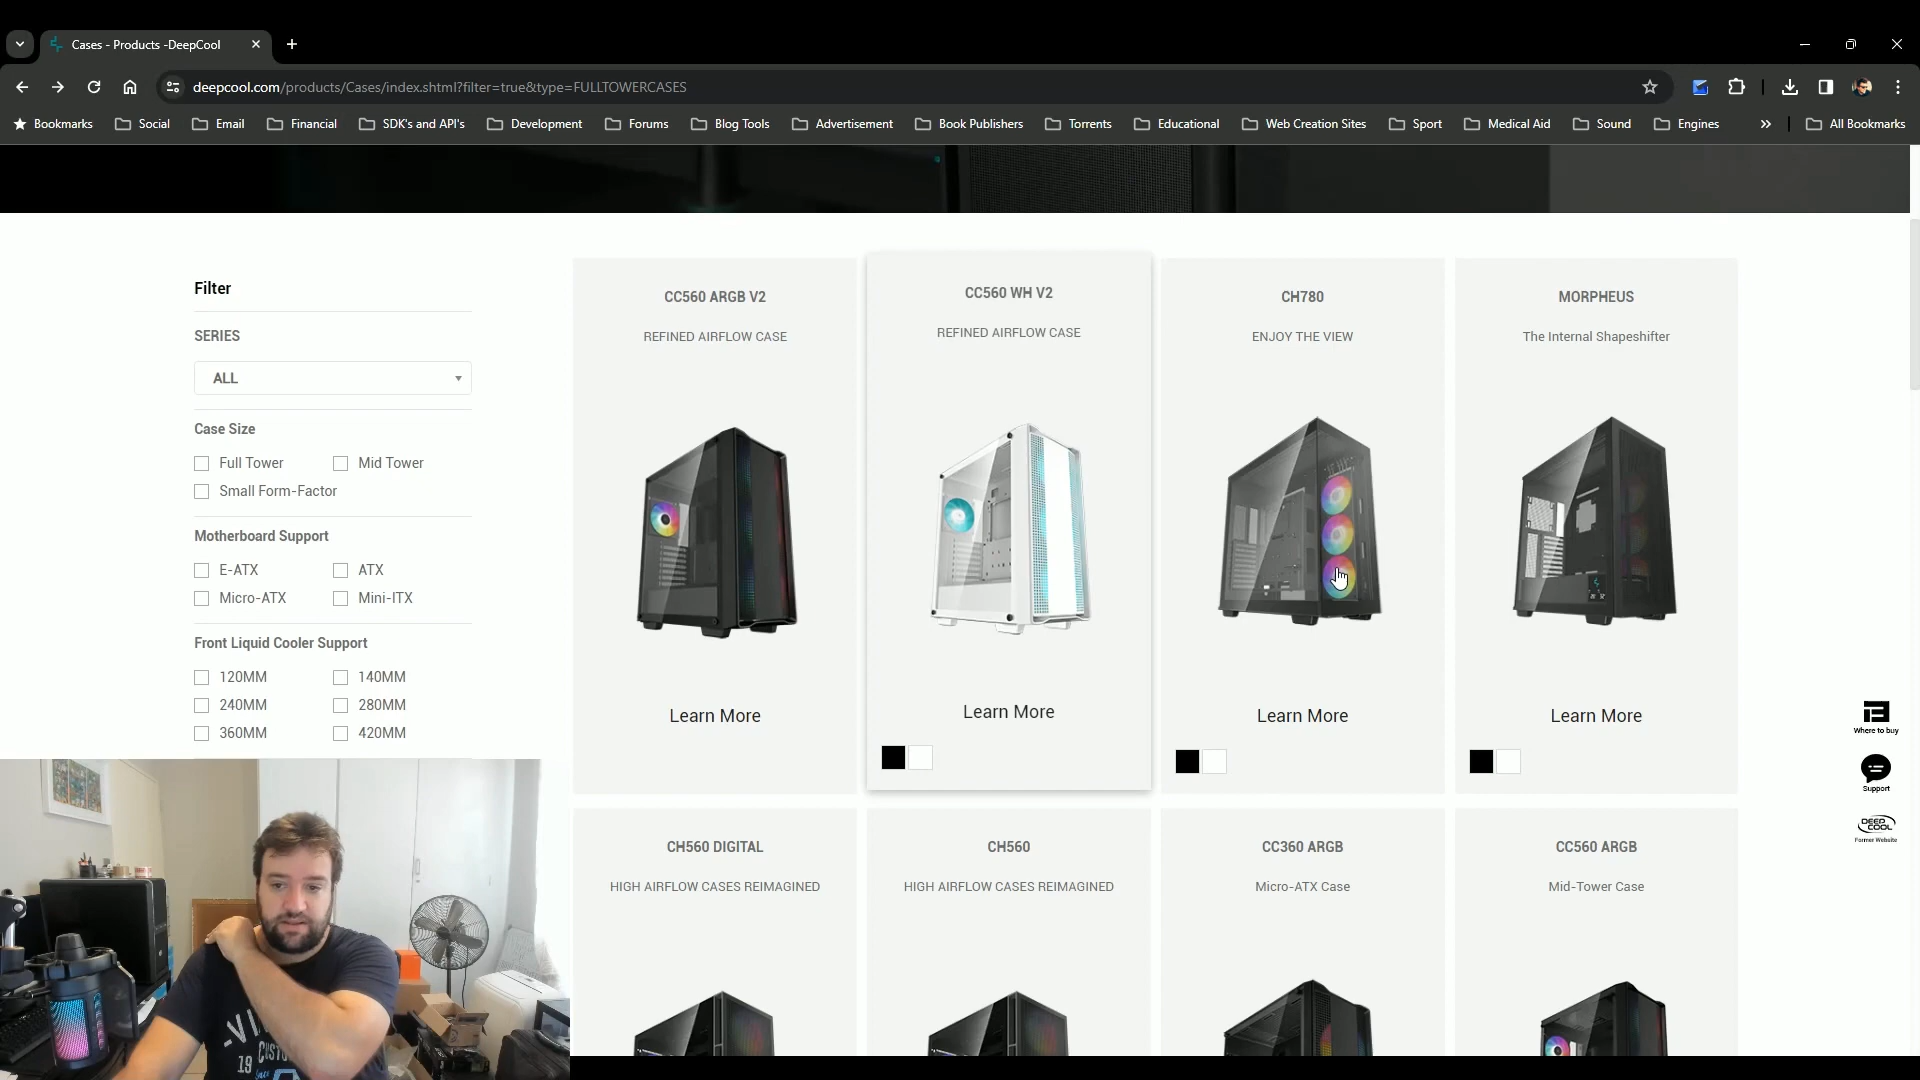 Cases - Products -DeepCool
deepcool.com/products/Cases/index.shtml?filter=true&type=FULLTOWERCASES
Bookmarks
Social
Email
Financial
SDK's and API's
Development
Forums
Blog Tools
Advertisement
Book Publishers
Torrents
Educational
Web Creation Sites
Sport
Medical Aid
Sound
Engines
All Bookmarks
Filter
SERIES
ALL
Case Size
Full Tower
Mid Tower
Small Form-Factor
Motherboard Support
E-ATX
ATX
Micro-ATX
Mini-ITX
Front Liquid Cooler Support
120MM
140MM
240MM
280MM
360MM
420MM
CC560 ARGB V2
REFINED AIRFLOW CASE
Learn More
CC560 WH V2
REFINED AIRFLOW CASE
Learn More
CH780
ENJOY THE VIEW
Learn More
MORPHEUS
The Internal Shapeshifter
Learn More
CH560 DIGITAL
HIGH AIRFLOW CASES REIMAGINED
CH560
HIGH AIRFLOW CASES REIMAGINED
CC360 ARGB
Micro-ATX Case
CC560 ARGB
Mid-Tower Case
Where to buy
Support
DEEP
COOL
Former Website
19